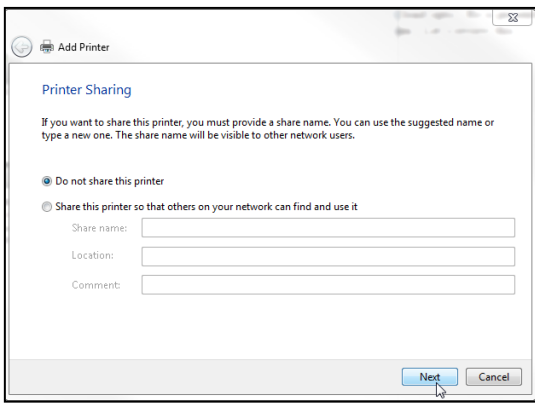 Add Printer
Printer Sharing
If you want to share this printer, you must provide a share name. You can use the suggested name or
type a new one. The share name will be visible to other network users.
Do not share this printer
Share this printer so that others on your network can find and use it
Share name:
Location:
Comment:
Next Cancel